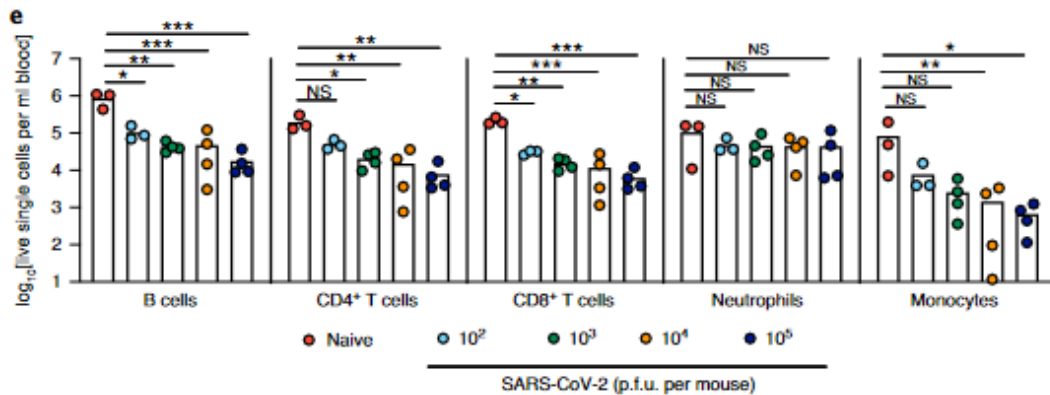 e
***
***
**
*
**
**
*
NS
***
***
**
*
NS
NS
NS
NS
*
**
NS
NS
log10[live single cells per ml blood]
7
6
5
4
3
2
1
B cells
CD4⁺ T cells
CD8⁺ T cells
Neutrophils
Monocytes
Naive
10²
10³
10⁴
10⁵
SARS-CoV-2 (p.f.u. per mouse)